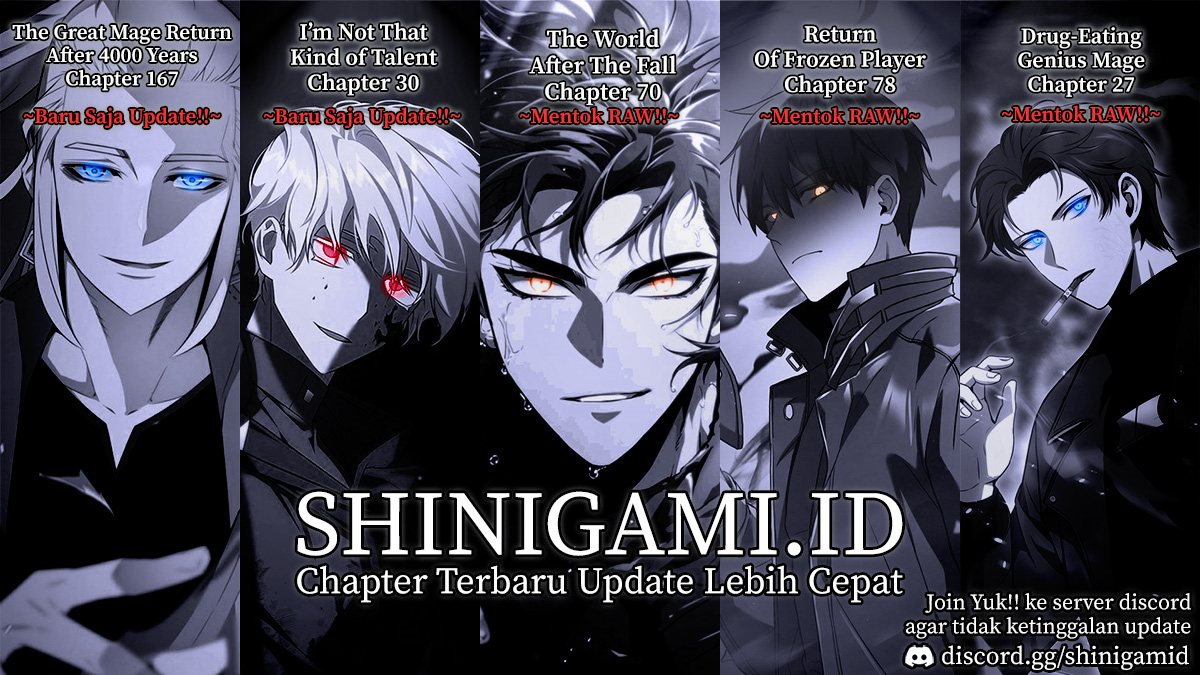 The Great Mage Return
After 4000 Years
Chapter 167
~Baru Saja Update!!~
I'm Not That
Kind of Talent
Chapter 30
~Baru Saja Update!!~
The World
After The Fall
Chapter 70
~Mentok RAW!!~
Return
Of Frozen Player
Chapter 78
~Mentok RAW!!~
Drug-Eating
Genius Mage
Chapter 27
~Mentok RAW!!~
SHINIGAMI.ID
Chapter Terbaru Update Lebih Cepat
Join Yuk!! ke server discord
agar tidak ketinggalan update
discord.gg/shinigamid